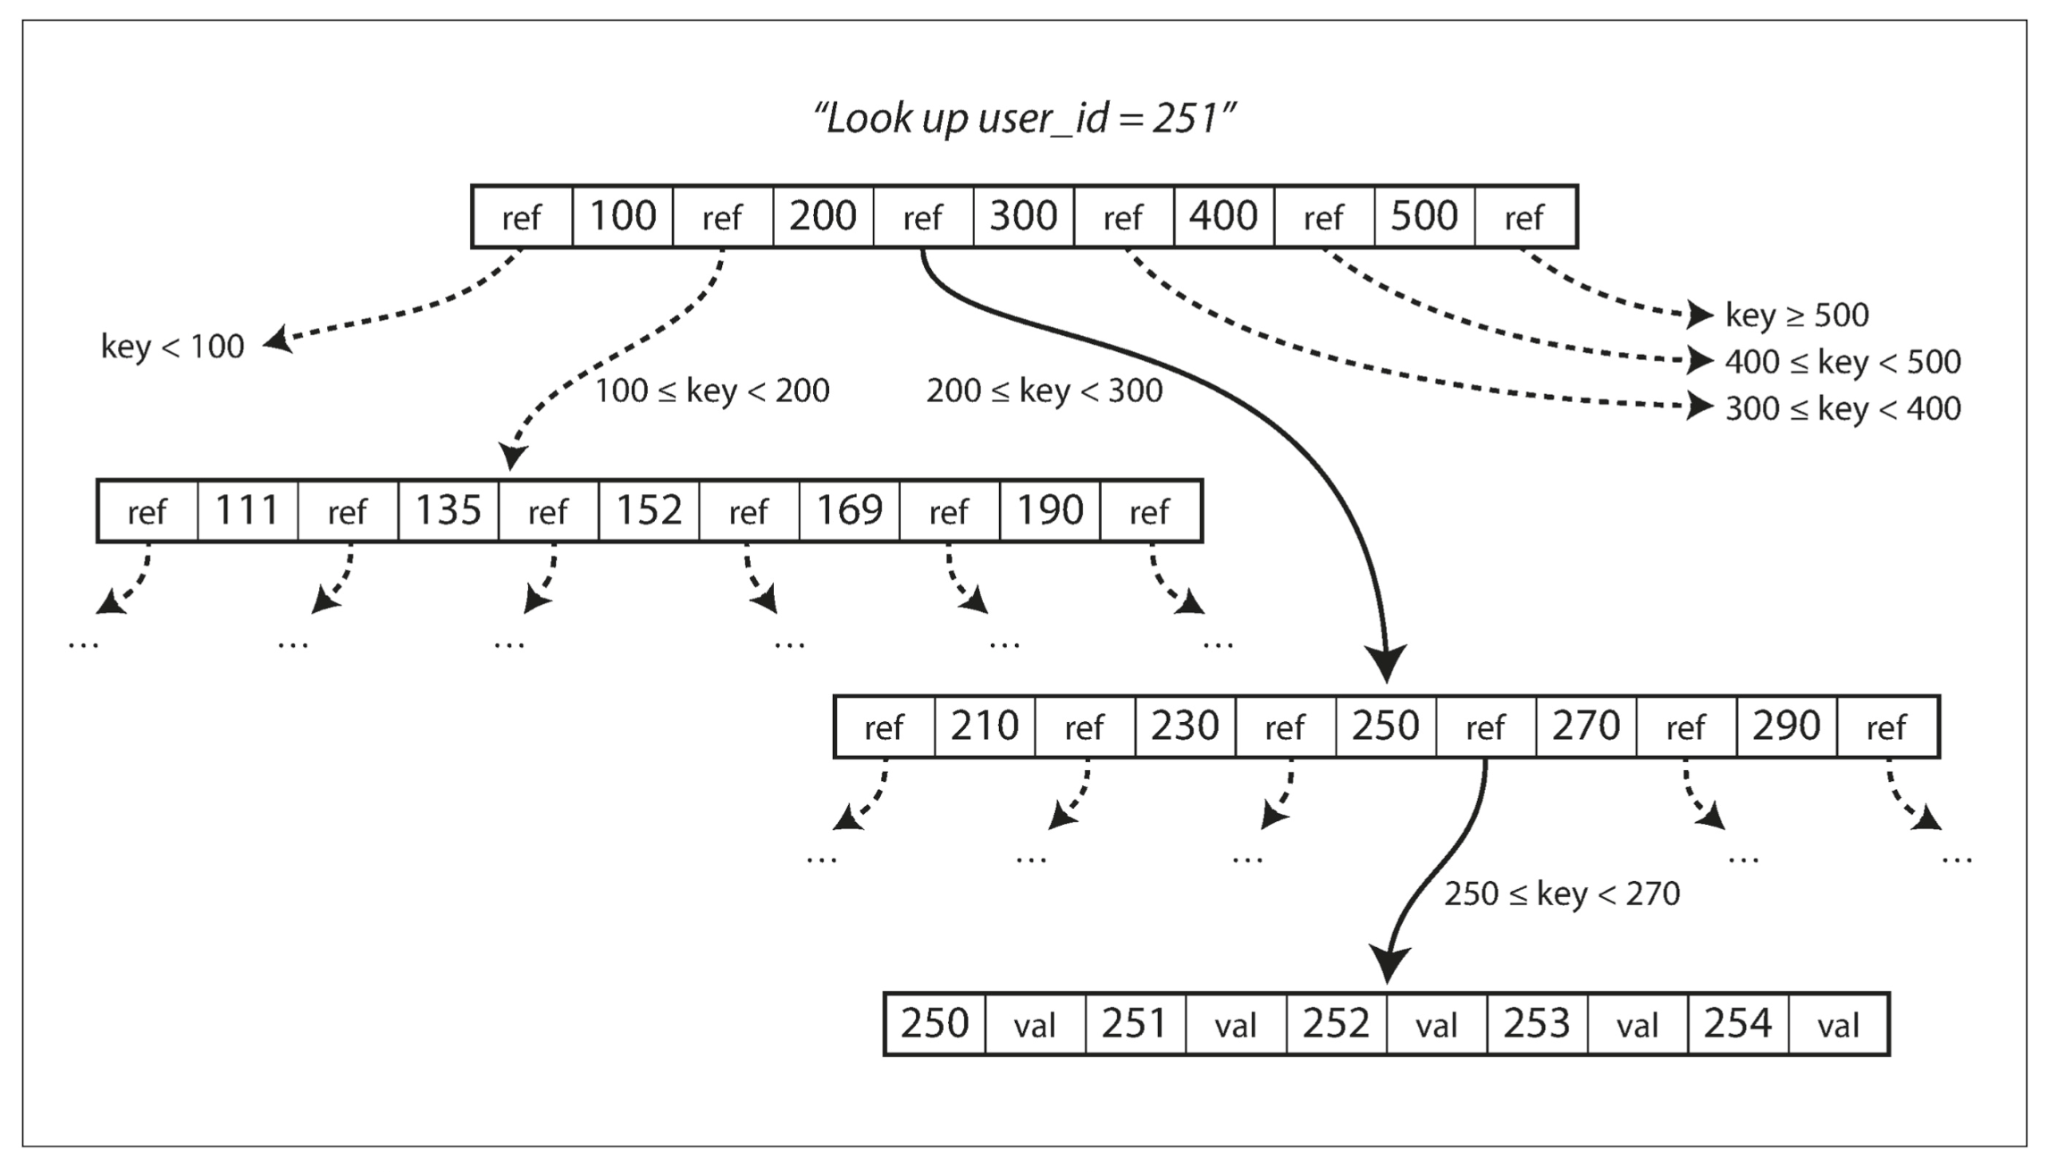 “Look up user_id = 251”
ref 100 ref 200 ref 300 ref 400 ref 500 ref
key < 100
100 ≤ key < 200
200 ≤ key < 300
key ≥ 500
400 ≤ key < 500
300 ≤ key < 400
ref 111 ref 135 ref 152 ref 169 ref 190 ref
... ... ... ... ... ...
ref 210 ref 230 ref 250 ref 270 ref 290 ref
... ... ... ... ...
250 ≤ key < 270
250 val 251 val 252 val 253 val 254 val